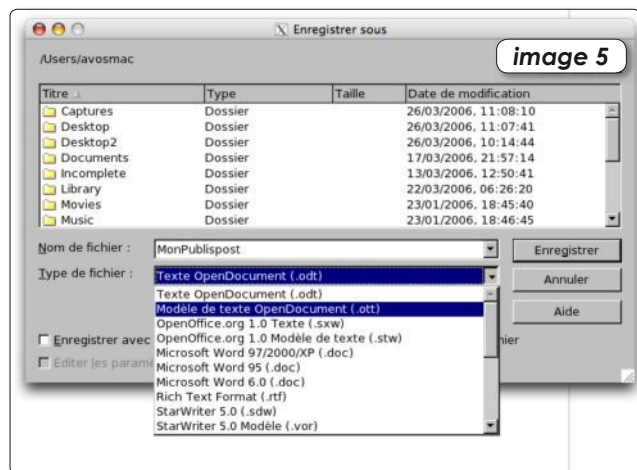 Enregistrer sous
image 5
/Users/avosmac
Titre Type Taille Date de modification
Captures Dossier 26/03/2006, 11:08:10
Desktop Dossier 26/03/2006, 11:07:41
Desktop2 Dossier 26/03/2006, 10:14:44
Documents Dossier 17/03/2006, 21:57:14
Incomplete Dossier 13/03/2006, 12:50:41
Library Dossier 22/03/2006, 06:26:20
Movies Dossier 23/01/2006, 18:45:40
Music Dossier 23/01/2006, 18:46:45
Nom de fichier : MonPublispost Enregistrer
Type de fichier : Texte OpenDocument (.odt) Annuler
Texte OpenDocument (.odt)
Modèle de texte OpenDocument (.ott) Aide
OpenOffice.org 1.0 Texte (.sxw)
Enregistrer avec OpenOffice.org 1.0 Modèle de texte (.stw) hier
Microsoft Word 97/2000/XP (.doc)
Éditer les param Microsoft Word 95 (.doc)
Microsoft Word 6.0 (.doc)
Rich Text Format (.rtf)
StarWriter 5.0 (.sdw)
StarWriter 5.0 Modèle (.vor)